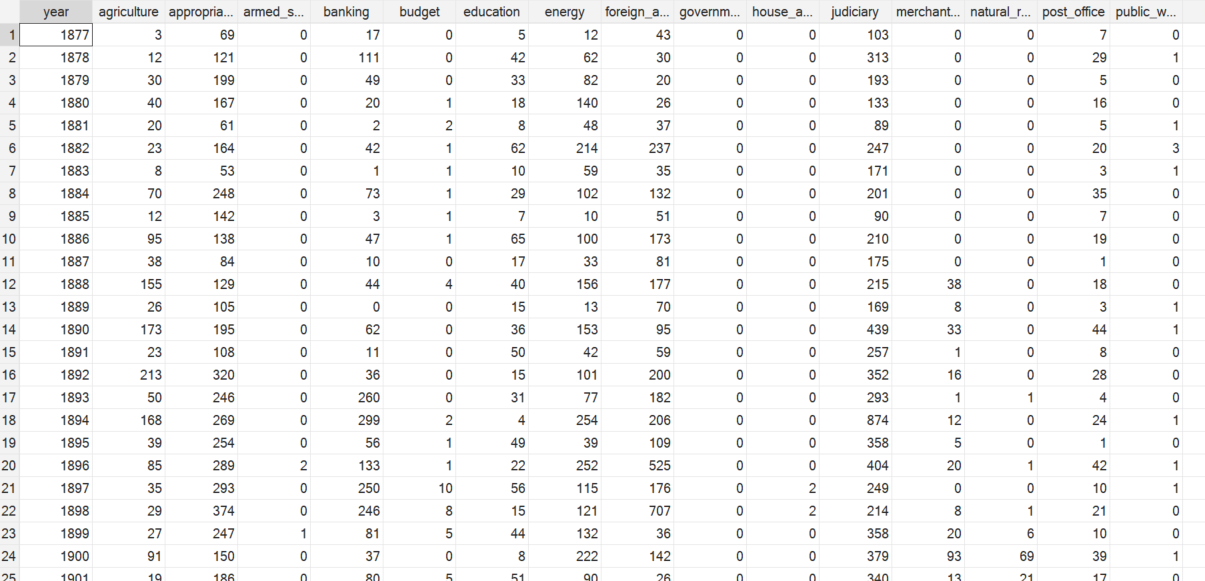 year agriculture appropria... armed_s... banking budget education energy foreign_a... governm... house_a... judiciary merchant... natural_r... post_office public_w...
1 1877 3 69 0 17 0 5 12 43 0 0 103 0 0 7 0
2 1878 12 121 0 111 0 42 62 30 0 0 313 0 0 29 1
3 1879 30 199 0 49 0 33 82 20 0 0 193 0 0 5 0
4 1880 40 167 0 20 1 18 140 26 0 0 133 0 0 16 0
5 1881 20 61 0 2 2 8 48 37 0 0 89 0 0 5 1
6 1882 23 164 0 42 1 62 214 237 0 0 247 0 0 20 3
7 1883 8 53 0 1 1 10 59 35 0 0 171 0 0 3 1
8 1884 70 248 0 73 1 29 102 132 0 0 201 0 0 35 0
9 1885 12 142 0 3 1 7 10 51 0 0 90 0 0 7 0
10 1886 95 138 0 47 1 65 100 173 0 0 210 0 0 19 0
11 1887 38 84 0 10 0 17 33 81 0 0 175 0 0 1 0
12 1888 155 129 0 44 4 40 156 177 0 0 215 38 0 18 0
13 1889 26 105 0 0 0 15 13 70 0 0 169 8 0 3 1
14 1890 173 195 0 62 0 36 153 95 0 0 439 33 0 44 1
15 1891 23 108 0 11 0 50 42 59 0 0 257 1 0 8 0
16 1892 213 320 0 36 0 15 101 200 0 0 352 16 0 28 0
17 1893 50 246 0 260 0 31 77 182 0 0 293 1 1 4 0
18 1894 168 269 0 299 2 4 254 206 0 0 874 12 0 24 1
19 1895 39 254 0 56 1 49 39 109 0 0 358 5 0 1 0
20 1896 85 289 2 133 1 22 252 525 0 0 404 20 1 42 1
21 1897 35 293 0 250 10 56 115 176 0 2 249 0 0 10 1
22 1898 29 374 0 246 8 15 121 707 0 2 214 8 1 21 0
23 1899 27 247 1 81 5 44 132 36 0 0 358 20 6 10 0
24 1900 91 150 0 37 0 8 222 142 0 0 379 93 69 39 1
25 1901 19 186 0 80 5 51 90 26 0 0 340 13 21 17 0